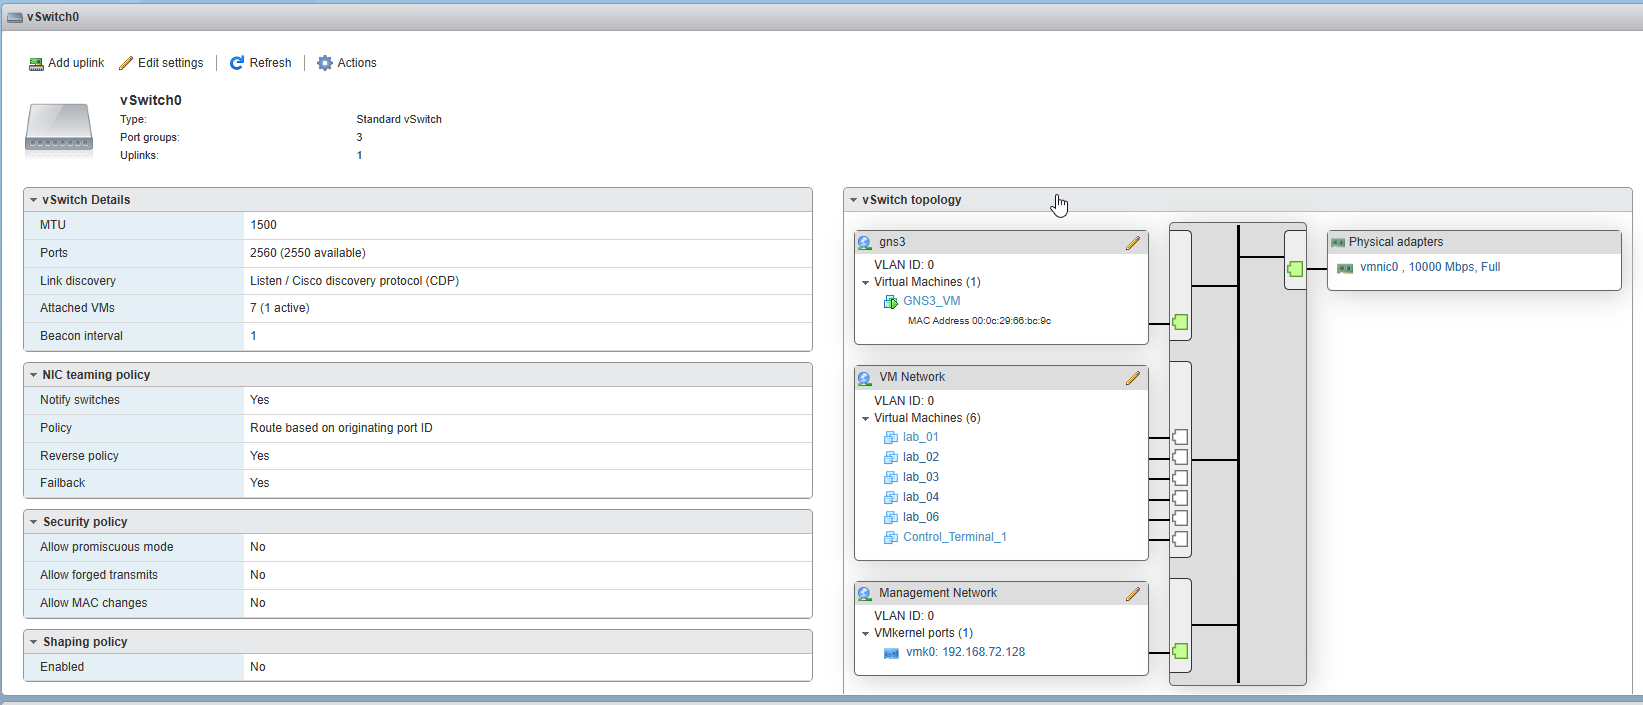 vSwitch0
Add uplink Edit settings Refresh Actions
vSwitch0
Type: Standard vSwitch
Port groups: 3
Uplinks: 1
vSwitch Details
MTU 1500
Ports 2560 (2550 available)
Link discovery Listen / Cisco discovery protocol (CDP)
Attached VMs 7 (1 active)
Beacon interval 1
NIC teaming policy
Notify switches Yes
Policy Route based on originating port ID
Reverse policy Yes
Failback Yes
Security policy
Allow promiscuous mode No
Allow forged transmits No
Allow MAC changes No
Shaping policy
Enabled No
vSwitch topology
gns3
VLAN ID: 0
Virtual Machines (1)
GNS3_VM
MAC Address 00:0c:29:66:bc:9c
VM Network
VLAN ID: 0
Virtual Machines (6)
lab_01
lab_02
lab_03
lab_04
lab_06
Control_Terminal_1
Management Network
VLAN ID: 0
VMkernel ports (1)
vmk0: 192.168.72.128
Physical adapters
vmnic0 , 10000 Mbps, Full